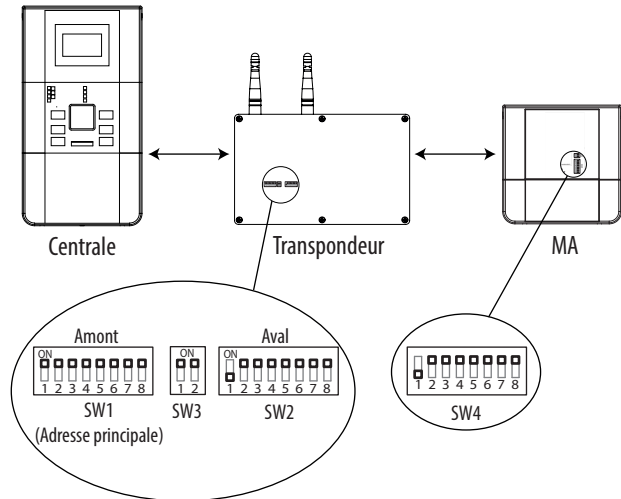 Centrale
Transpondeur
MA
Amont
ON
1 2 3 4 5 6 7 8
SW1
(Adresse principale)
ON
1 2
SW3
Aval
ON
1 2 3 4 5 6 7 8
SW2
1 2 3 4 5 6 7 8
SW4